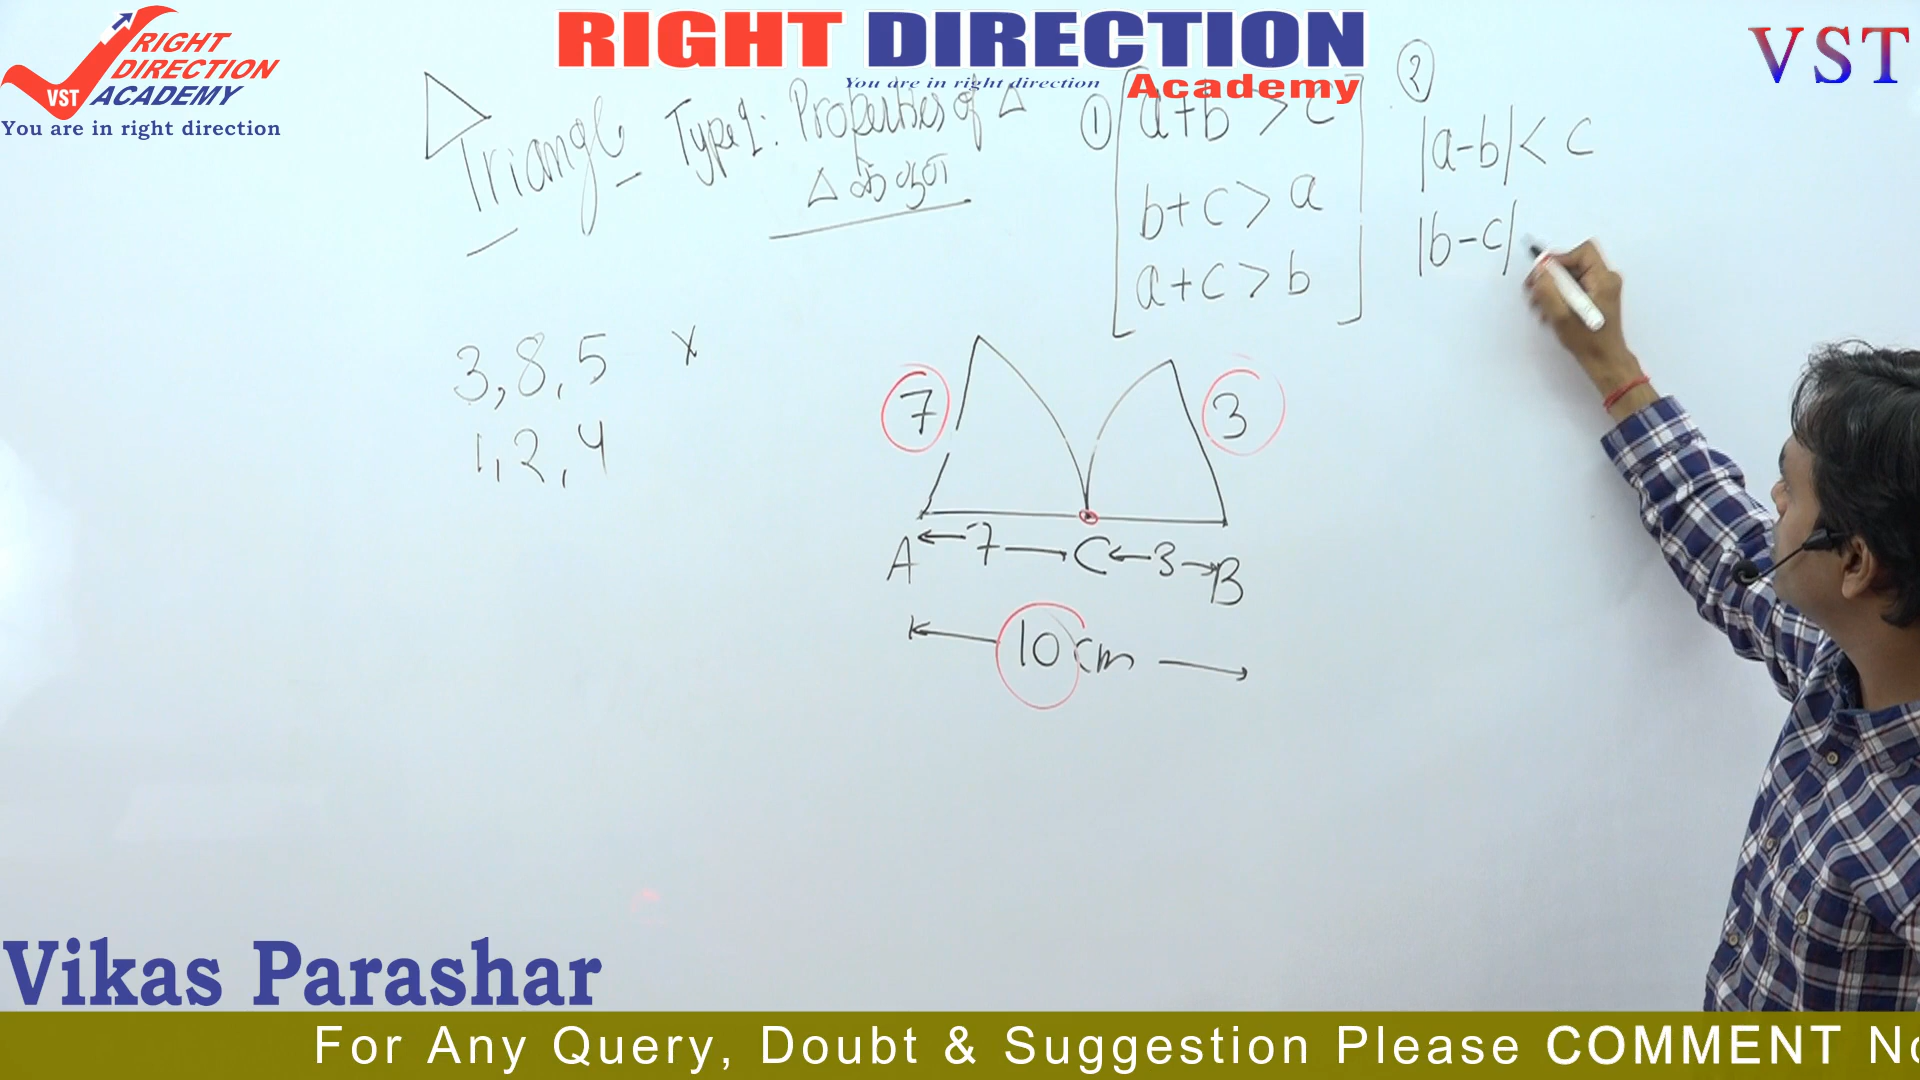 RIGHT
DIRECTION
VST ACADEMY
You are in right direction
RIGHT DIRECTION
You are in right direction
Academy
VST
Triangle Type 1: Properties of Δ
Δ के गुण
① a+b > c
b+c > a
a+c > b
②
|a-b| < c
|b-c|
3, 8, 5 x
1, 2, 4
7
3
A 7 C 3 B
10 cm
Vikas Parashar
For Any Query, Doubt & Suggestion Please COMMENT No